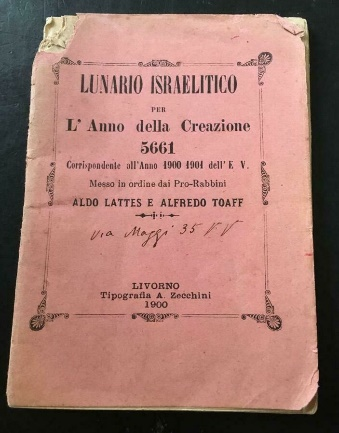 LUNARIO ISRAELITICO
PER
L'Anno della Creazione
5661
Corrispondente all'Anno 1900 1901 dell'E. V.
Messo in ordine dai Pro-Rabbini
ALDO LATTES E ALFREDO TOAFF
via Maggi 35
LIVORNO
Tipografia A. Zecchini
1900